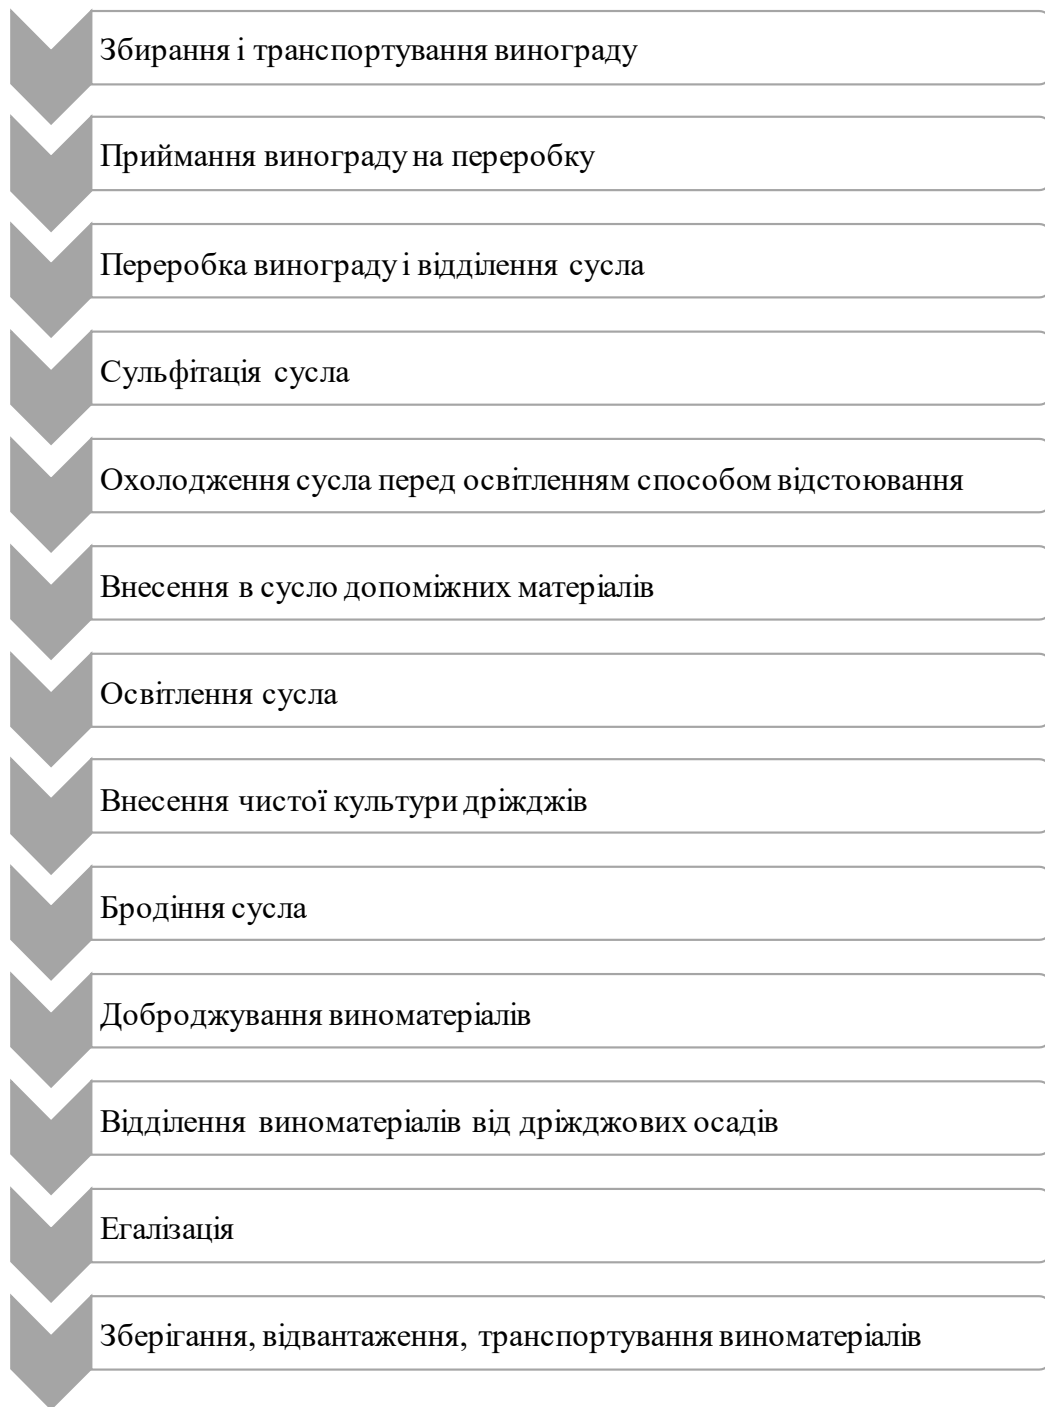 Збирання і транспортування винограду
Приймання винограду на переробку
Переробка винограду і відділення сусла
Сульфітація сусла
Охолодження сусла перед освітленням способом відстоювання
Внесення в сусло допоміжних матеріалів
Освітлення сусла
Внесення чистої культури дріжджів
Бродіння сусла
Доброджування виноматеріалів
Відділення виноматеріалів від дріжджових осадів
Егалізація
Зберігання, відвантаження, транспортування виноматеріалів